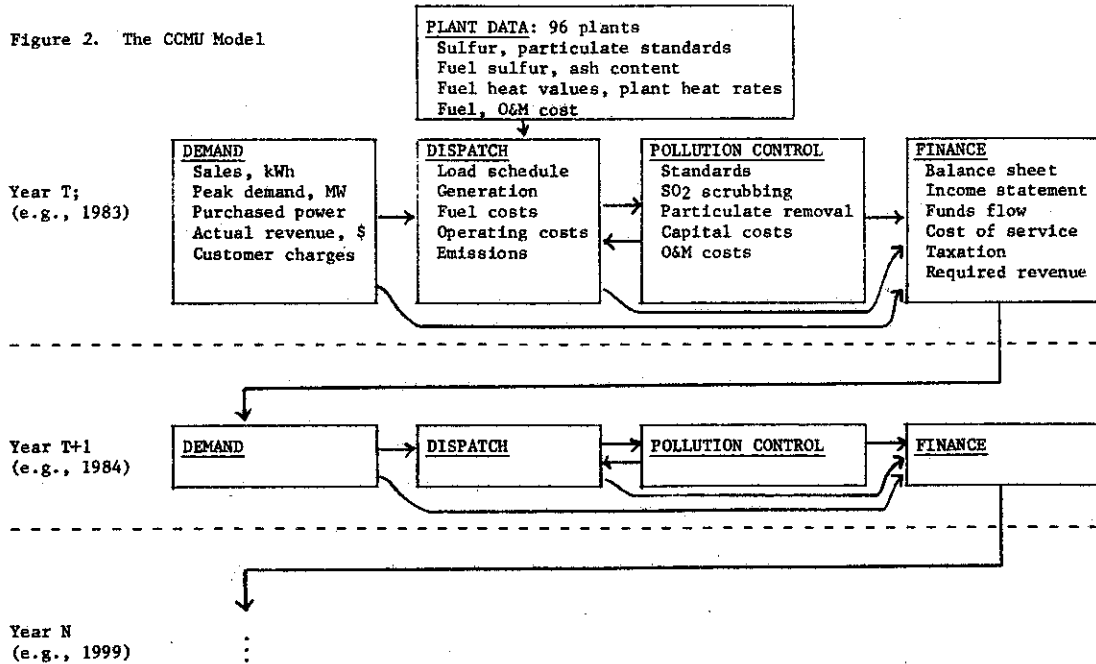 Figure 2. The CCMU Model
PLANT DATA: 96 plants
Sulfur, particulate standards
Fuel sulfur, ash content
Fuel heat values, plant heat rates
Fuel, O&M cost
Year T;
(e.g., 1983)
DEMAND
Sales, kWh
Peak demand, MW
Purchased power
Actual revenue, $
Customer charges
DISPATCH
Load schedule
Generation
Fuel costs
Operating costs
Emissions
POLLUTION CONTROL
Standards
SO2 scrubbing
Particulate removal
Capital costs
O&M costs
FINANCE
Balance sheet
Income statement
Funds flow
Cost of service
Taxation
Required revenue
Year T+1
(e.g., 1984)
DEMAND
DISPATCH
POLLUTION CONTROL
FINANCE
Year N
(e.g., 1999)